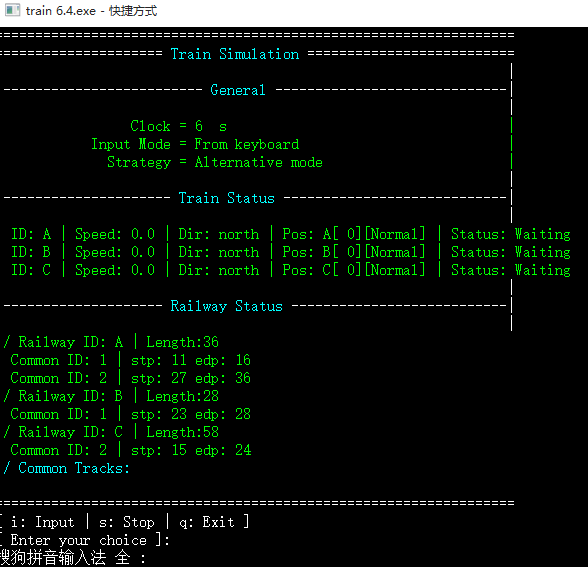 train 6.4.exe - 快捷方式
================================================================
==================== Train Simulation ==========================
|
-------------------------- General -----------------------------|
|
Clock = 6 s |
Input Mode = From keyboard |
Strategy = Alternative mode |
|
---------------------- Train Status ----------------------------|
|
ID: A | Speed: 0.0 | Dir: north | Pos: A[ 0][Normal] | Status: Waiting
ID: B | Speed: 0.0 | Dir: north | Pos: B[ 0][Normal] | Status: Waiting
ID: C | Speed: 0.0 | Dir: north | Pos: C[ 0][Normal] | Status: Waiting
|
-------------------- Railway Status ----------------------------|
|
/ Railway ID: A | Length:36
Common ID: 1 | stp: 11 edp: 16
Common ID: 2 | stp: 27 edp: 36
/ Railway ID: B | Length:28
Common ID: 1 | stp: 23 edp: 28
/ Railway ID: C | Length:58
Common ID: 2 | stp: 15 edp: 24
/ Common Tracks:
================================================================
[ i: Input | s: Stop | q: Exit ]
[ Enter your choice ]:
搜狗拼音输入法 全 :